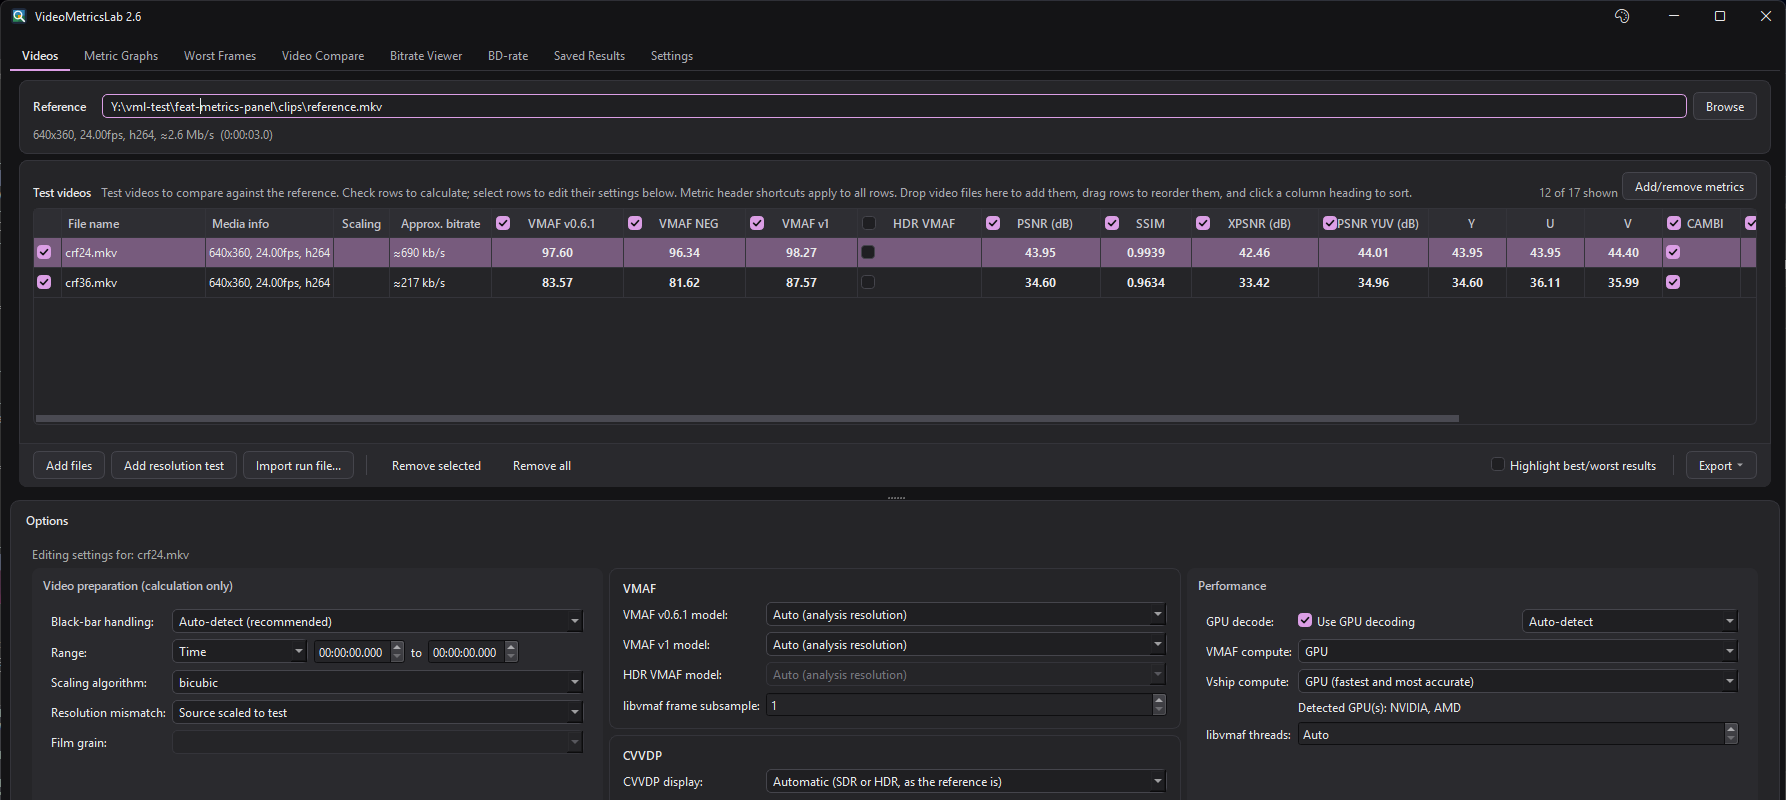 VideoMetricsLab 2.6
Videos Metric Graphs Worst Frames Video Compare Bitrate Viewer BD-rate Saved Results Settings
Reference Y:\vml-test\feat-metrics-panel\clips\reference.mkv Browse
640x360, 24.00fps, h264, ≈2.6 Mb/s (0:00:03.0)
Test videos Test videos to compare against the reference. Check rows to calculate; select rows to edit their settings below. Metric header shortcuts apply to all rows. Drop video files here to add them, drag rows to reorder them, and click a column heading to sort. 12 of 17 shown Add/remove metrics
File name Media info Scaling Approx. bitrate VMAF v0.6.1 VMAF NEG VMAF v1 HDR VMAF PSNR (dB) SSIM XPSNR (dB) PSNR YUV (dB) Y U V CAMBI
crf24.mkv 640x360, 24.00fps, h264 ≈690 kb/s 97.60 96.34 98.27 43.95 0.9939 42.46 44.01 43.95 43.95 44.40
crf36.mkv 640x360, 24.00fps, h264 ≈217 kb/s 83.57 81.62 87.57 34.60 0.9634 33.42 34.96 34.60 36.11 35.99
Add files Add resolution test Import run file... Remove selected Remove all Highlight best/worst results Export
Options
Editing settings for: crf24.mkv
Video preparation (calculation only)
Black-bar handling: Auto-detect (recommended)
Range: Time 00:00:00.000 to 00:00:00.000
Scaling algorithm: bicubic
Resolution mismatch: Source scaled to test
Film grain:
VMAF
VMAF v0.6.1 model: Auto (analysis resolution)
VMAF v1 model: Auto (analysis resolution)
HDR VMAF model: Auto (analysis resolution)
libvmaf frame subsample: 1
CVVDP
CVVDP display: Automatic (SDR or HDR, as the reference is)
Performance
GPU decode: Use GPU decoding Auto-detect
VMAF compute: GPU
Vship compute: GPU (fastest and most accurate)
Detected GPU(s): NVIDIA, AMD
libvmaf threads: Auto